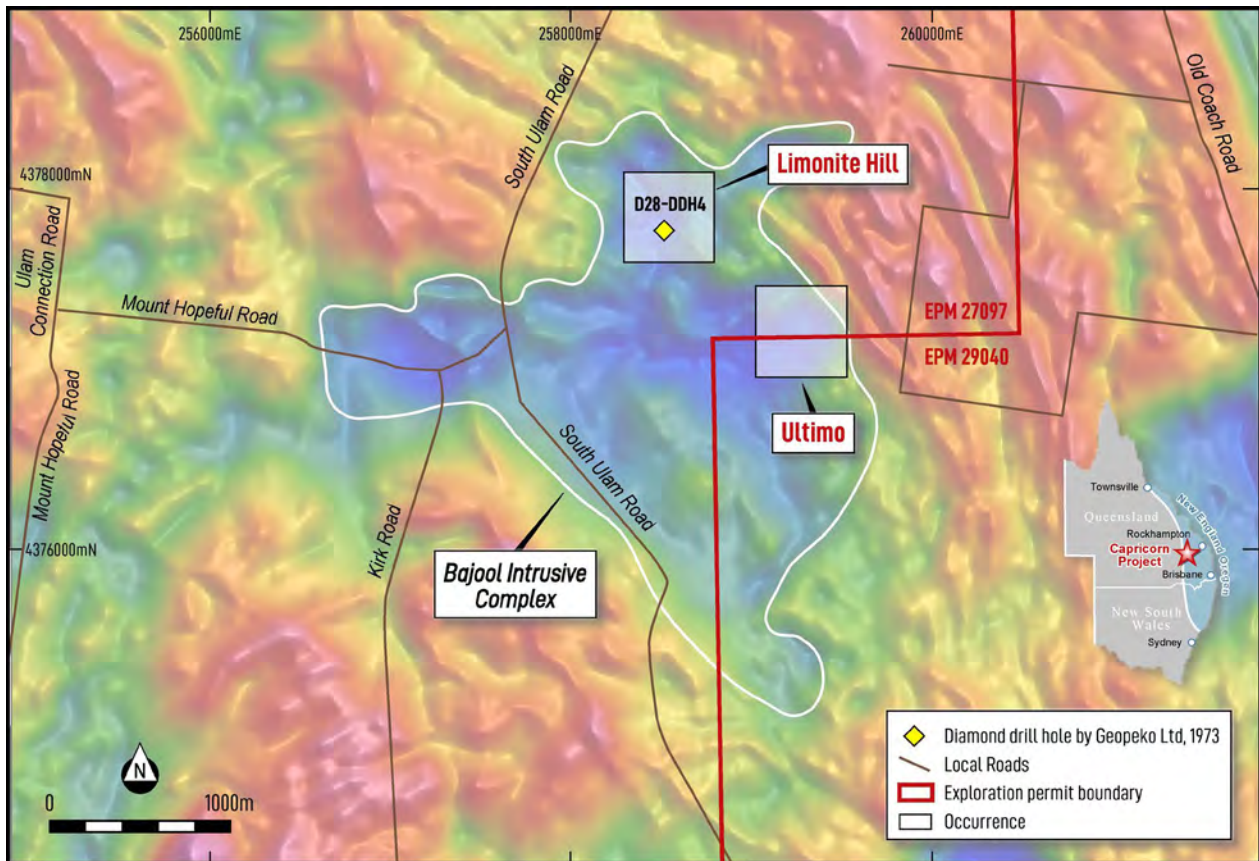 256000mE
258000mE
260000mE
South Ulam Road
Old Coach Road
4378000mN
Limonite Hill
D28-DDH4
Ulam
Connection Road
Mount Hopeful Road
EPM 27097
EPM 29040
Ultimo
Mount Hopeful Road
South Ulam Road
Kirk Road
4376000mN
Bajool Intrusive
Complex
Townsville
Queensland
New England Orogen
Rockhampton
Capricorn
Project
Brisbane
New South
Wales
Sydney
N
0
1000m
Diamond drill hole by Geopeko Ltd, 1973
Local Roads
Exploration permit boundary
Occurrence